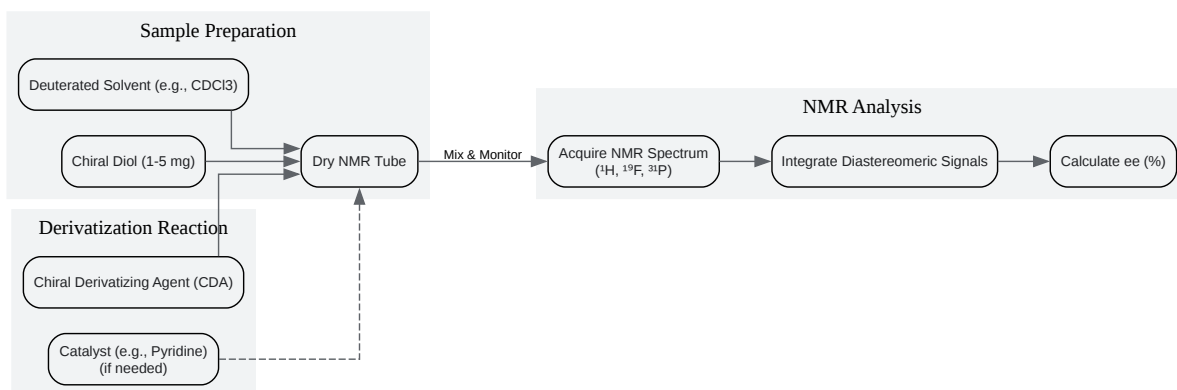 Sample Preparation
Deuterated Solvent (e.g., CDCl3)
Chiral Diol (1-5 mg)
Dry NMR Tube
Mix & Monitor
NMR Analysis
Acquire NMR Spectrum
(¹H, ¹⁹F, ³¹P)
Integrate Diastereomeric Signals
Calculate ee (%)
Derivatization Reaction
Chiral Derivatizing Agent (CDA)
Catalyst (e.g., Pyridine)
(if needed)